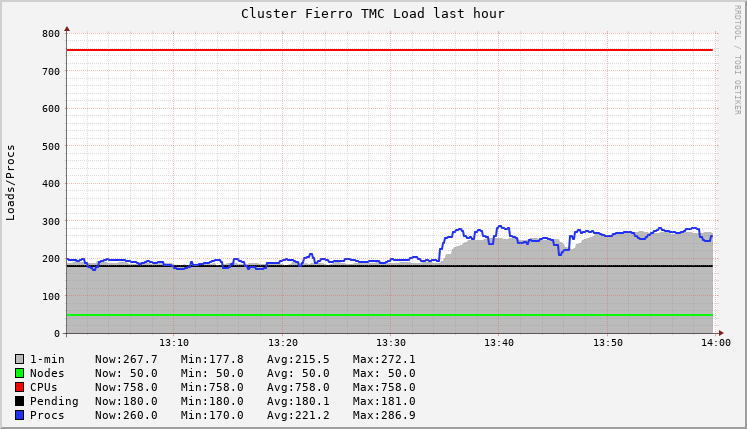 Cluster Fierro TMC Load last hour
RRDTOOL / TOBI OETIKER
Loads/Procs
800
700
600
500
400
300
200
100
0
13:10 13:20 13:30 13:40 13:50 14:00
1-min Now:267.7 Min:177.8 Avg:215.5 Max:272.1
Nodes Now: 50.0 Min: 50.0 Avg: 50.0 Max: 50.0
CPUs Now:758.0 Min:758.0 Avg:758.0 Max:758.0
Pending Now:180.0 Min:180.0 Avg:180.1 Max:181.0
Procs Now:260.0 Min:170.0 Avg:221.2 Max:286.9